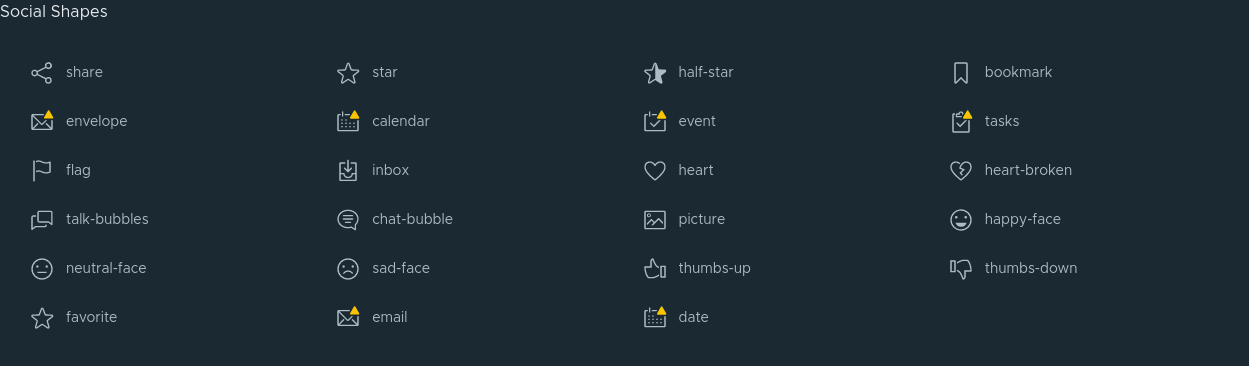 Social Shapes
share star half-star bookmark
envelope calendar event tasks
flag inbox heart heart-broken
talk-bubbles chat-bubble picture happy-face
neutral-face sad-face thumbs-up thumbs-down
favorite email date